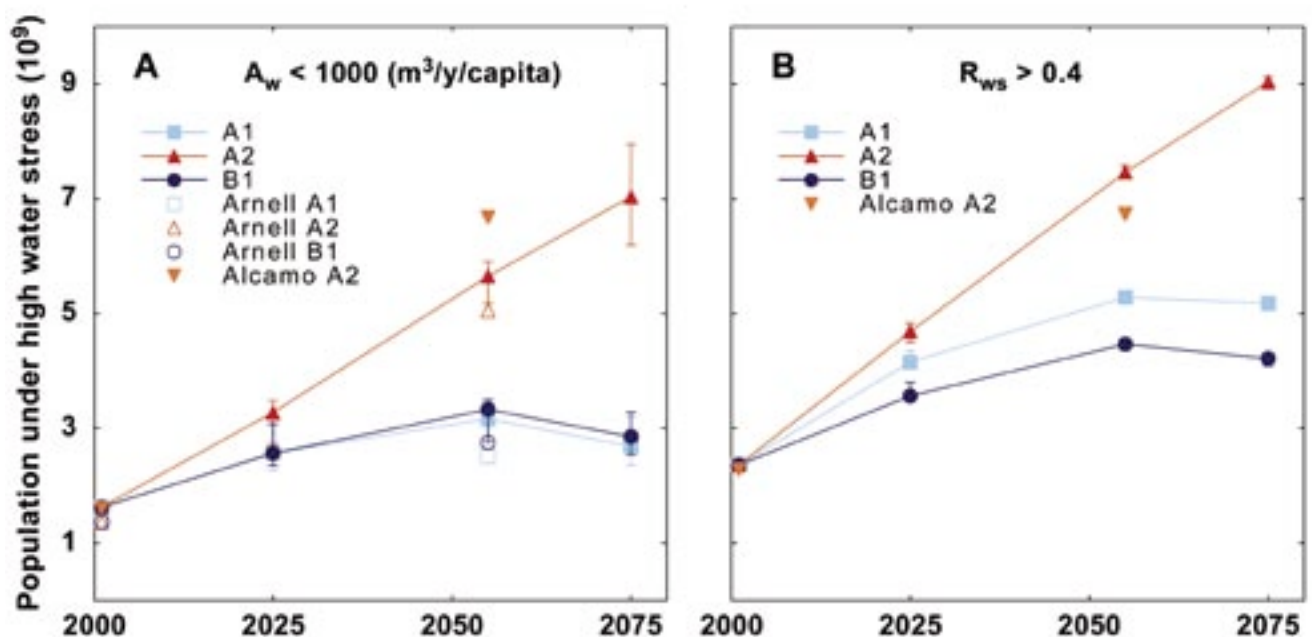 Population under high water stress (10⁹)
A
A_w < 1000 (m³/y/capita)
A1
A2
B1
Arnell A1
Arnell A2
Arnell B1
Alcamo A2
9
7
5
3
1
2000 2025 2050 2075
B
R_ws > 0.4
A1
A2
B1
Alcamo A2
2000 2025 2050 2075